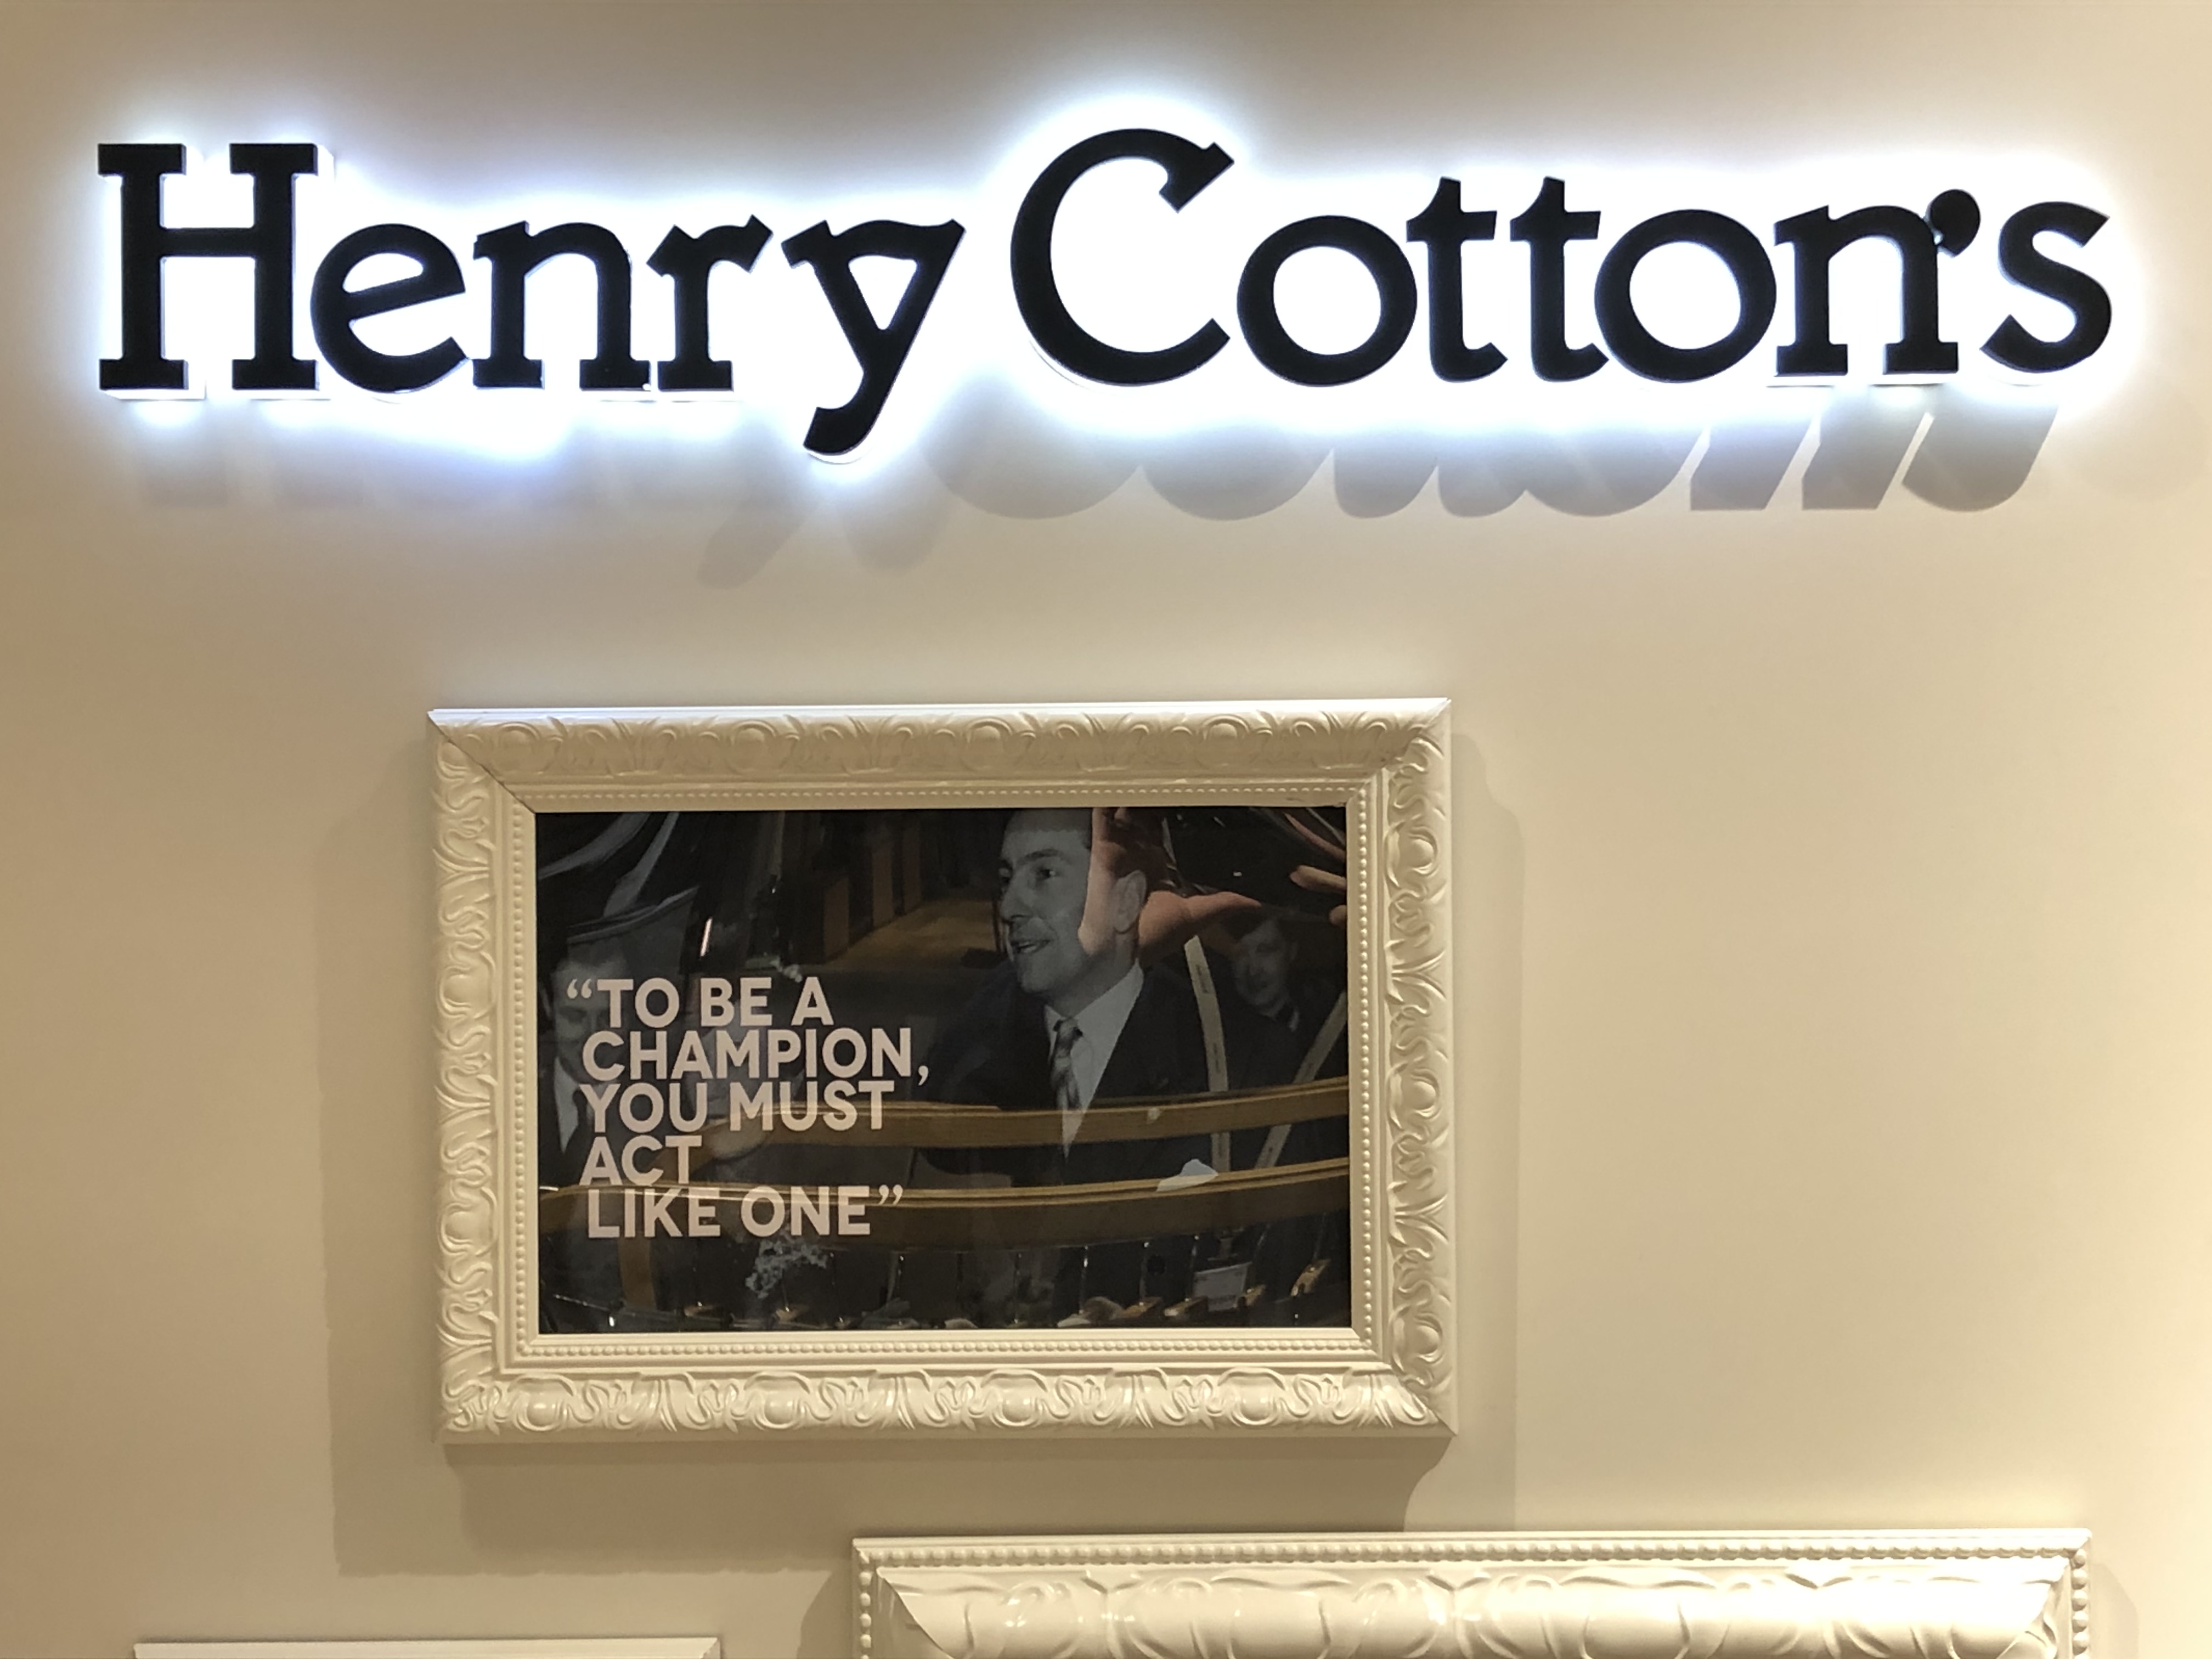 Henry Cotton's
“TO BE A
CHAMPION,
YOU MUST
ACT
LIKE ONE”